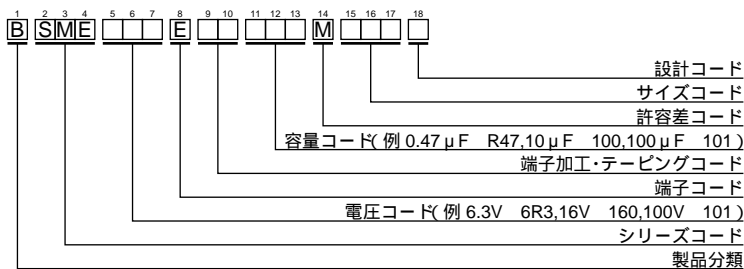 1 2 3 4 5 6 7 8 9 10 11 12 13 14 15 16 17 18
B SME E M
設計コード
サイズコード
許容差コード
容量コード(例 0.47μF R47,10μF 100,100μF 101)
端子加工・テーピングコード
端子コード
電圧コード(例 6.3V 6R3,16V 160,100V 101)
シリーズコード
製品分類